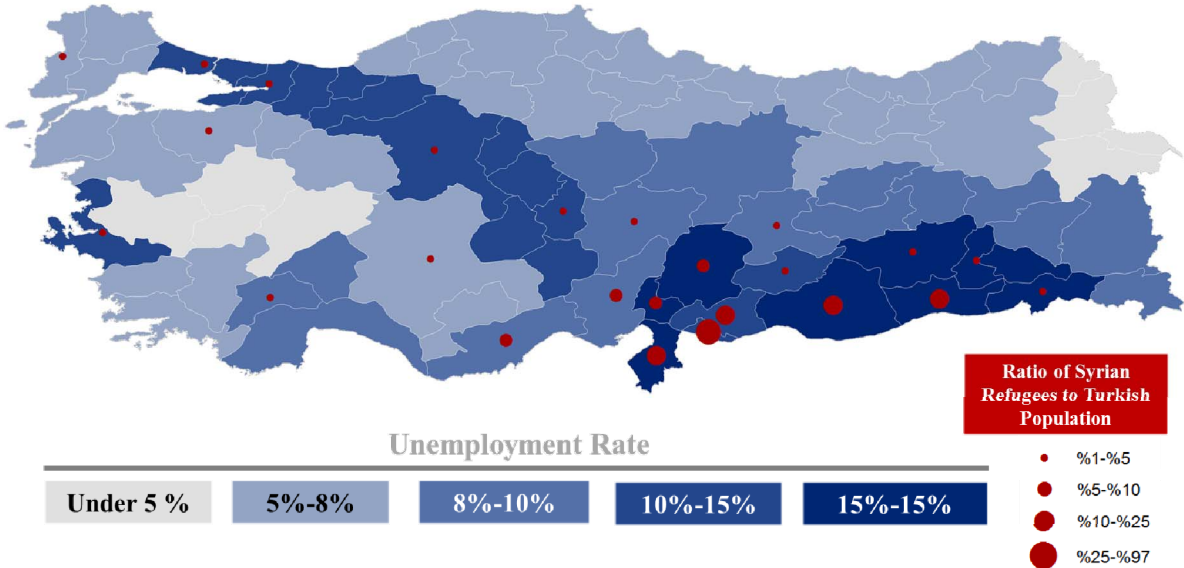 Ratio of Syrian
Refugees to Turkish
Population
%1-%5
%5-%10
%10-%25
%25-%97
Unemployment Rate
Under 5 %
5%-8%
8%-10%
10%-15%
15%-15%